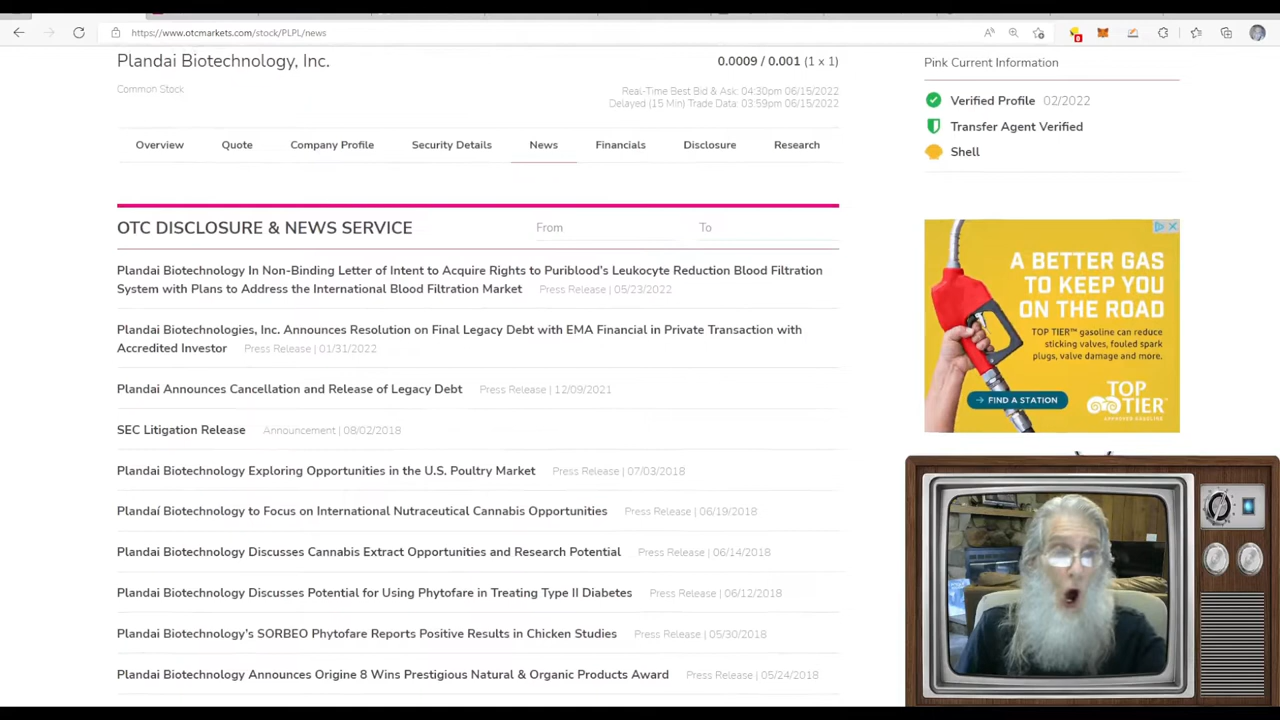 https://www.otcmarkets.com/stock/PLPL/news
Plandai Biotechnology, Inc.
0.0009 / 0.001 (1 x 1)
Common Stock
Real-Time Best Bid & Ask: 04:30pm 06/15/2022
Delayed (15 Min) Trade Data: 03:59pm 06/15/2022
Overview Quote Company Profile Security Details News Financials Disclosure Research
OTC DISCLOSURE & NEWS SERVICE From To
Plandai Biotechnology In Non-Binding Letter of Intent to Acquire Rights to Puriblood's Leukocyte Reduction Blood Filtration
System with Plans to Address the International Blood Filtration Market Press Release | 05/23/2022
Plandai Biotechnologies, Inc. Announces Resolution on Final Legacy Debt with EMA Financial in Private Transaction with
Accredited Investor Press Release | 01/31/2022
Plandai Announces Cancellation and Release of Legacy Debt Press Release | 12/09/2021
SEC Litigation Release Announcement | 08/02/2018
Plandai Biotechnology Exploring Opportunities in the U.S. Poultry Market Press Release | 07/03/2018
Plandaí Biotechnology to Focus on International Nutraceutical Cannabis Opportunities Press Release | 06/19/2018
Plandai Biotechnology Discusses Cannabis Extract Opportunities and Research Potential Press Release | 06/14/2018
Plandai Biotechnology Discusses Potential for Using Phytofare in Treating Type II Diabetes Press Release | 06/12/2018
Plandai Biotechnology's SORBEO Phytofare Reports Positive Results in Chicken Studies Press Release | 05/30/2018
Plandai Biotechnology Announces Origine 8 Wins Prestigious Natural & Organic Products Award Press Release | 05/24/2018
Pink Current Information
Verified Profile 02/2022
Transfer Agent Verified
Shell
A BETTER GAS
TO KEEP YOU
ON THE ROAD
TOP TIER™ gasoline can reduce
sticking valves, fouled spark
plugs, valve damage and more.
FIND A STATION
TOP
TIER™